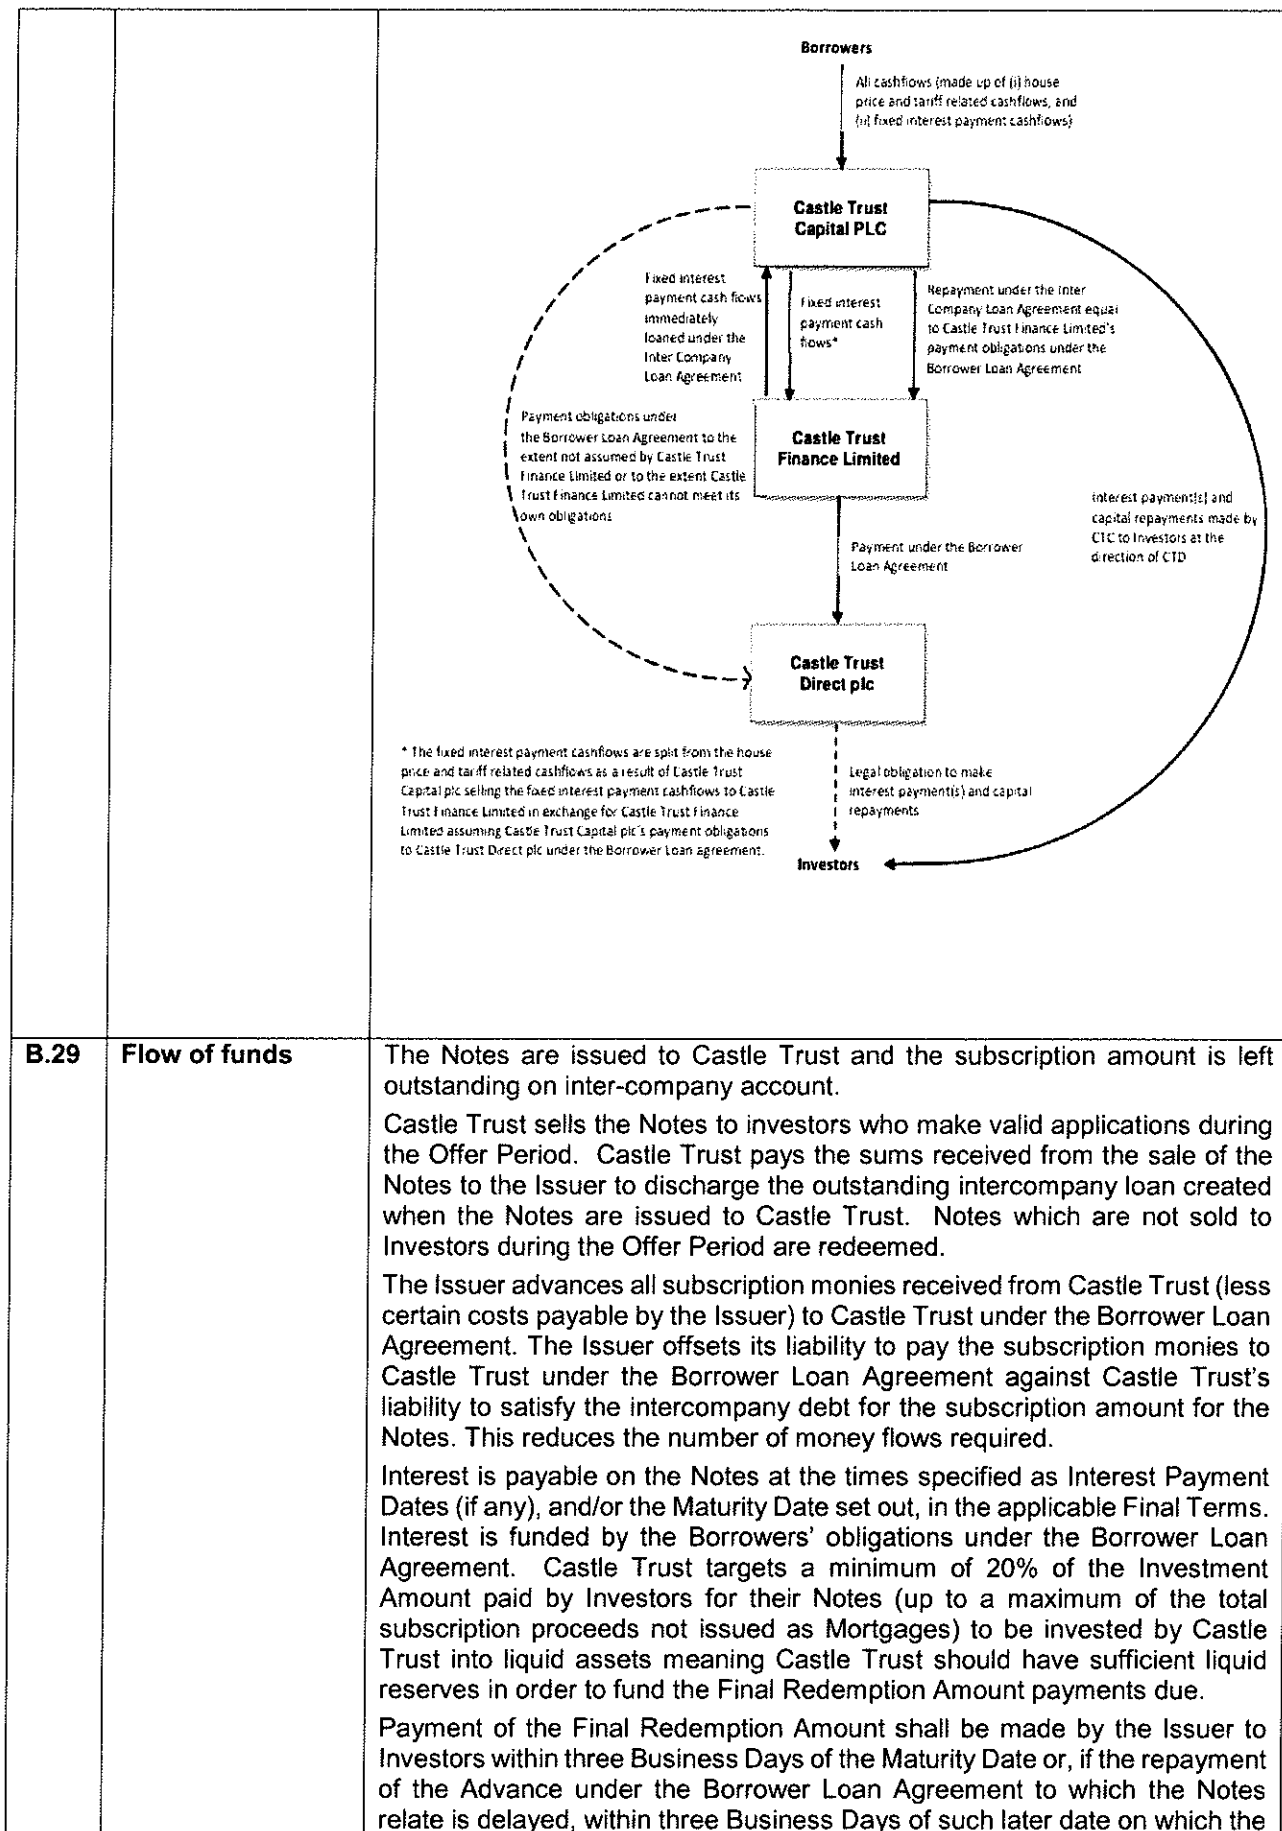 Borrowers
All cashflows (made up of (i) house
price and tariff related cashflows, and
(ii) fixed interest payment cashflows)
Castle Trust
Capital PLC
Fixed interest
payment cash flows
immediately
loaned under the
Inter Company
Loan Agreement
Fixed interest
payment cash
flows*
Repayment under the Inter
Company Loan Agreement equal
to Castle Trust Finance Limited's
payment obligations under the
Borrower Loan Agreement
Payment obligations under
the Borrower Loan Agreement to the
extent not assumed by Castle Trust
Finance Limited or to the extent Castle
Trust Finance Limited cannot meet its
own obligations
Castle Trust
Finance Limited
Interest payment(s) and
capital repayments made by
CTC to Investors at the
direction of CTD
Payment under the Borrower
Loan Agreement
Castle Trust
Direct plc
* The fixed interest payment cashflows are split from the house
price and tariff related cashflows as a result of Castle Trust
Capital plc selling the fixed interest payment cashflows to Castle
Trust Finance Limited in exchange for Castle Trust Finance
Limited assuming Castle Trust Capital plc's payment obligations
to Castle Trust Direct plc under the Borrower Loan agreement.
Legal obligation to make
interest payment(s) and capital
repayments
Investors
B.29 Flow of funds
The Notes are issued to Castle Trust and the subscription amount is left
outstanding on inter-company account.
Castle Trust sells the Notes to investors who make valid applications during
the Offer Period. Castle Trust pays the sums received from the sale of the
Notes to the Issuer to discharge the outstanding intercompany loan created
when the Notes are issued to Castle Trust. Notes which are not sold to
Investors during the Offer Period are redeemed.
The Issuer advances all subscription monies received from Castle Trust (less
certain costs payable by the Issuer) to Castle Trust under the Borrower Loan
Agreement. The Issuer offsets its liability to pay the subscription monies to
Castle Trust under the Borrower Loan Agreement against Castle Trust's
liability to satisfy the intercompany debt for the subscription amount for the
Notes. This reduces the number of money flows required.
Interest is payable on the Notes at the times specified as Interest Payment
Dates (if any), and/or the Maturity Date set out, in the applicable Final Terms.
Interest is funded by the Borrowers' obligations under the Borrower Loan
Agreement. Castle Trust targets a minimum of 20% of the Investment
Amount paid by Investors for their Notes (up to a maximum of the total
subscription proceeds not issued as Mortgages) to be invested by Castle
Trust into liquid assets meaning Castle Trust should have sufficient liquid
reserves in order to fund the Final Redemption Amount payments due.
Payment of the Final Redemption Amount shall be made by the Issuer to
Investors within three Business Days of the Maturity Date or, if the repayment
of the Advance under the Borrower Loan Agreement to which the Notes
relate is delayed, within three Business Days of such later date on which the